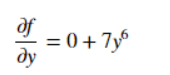 ∂f/∂y = 0 + 7y⁶